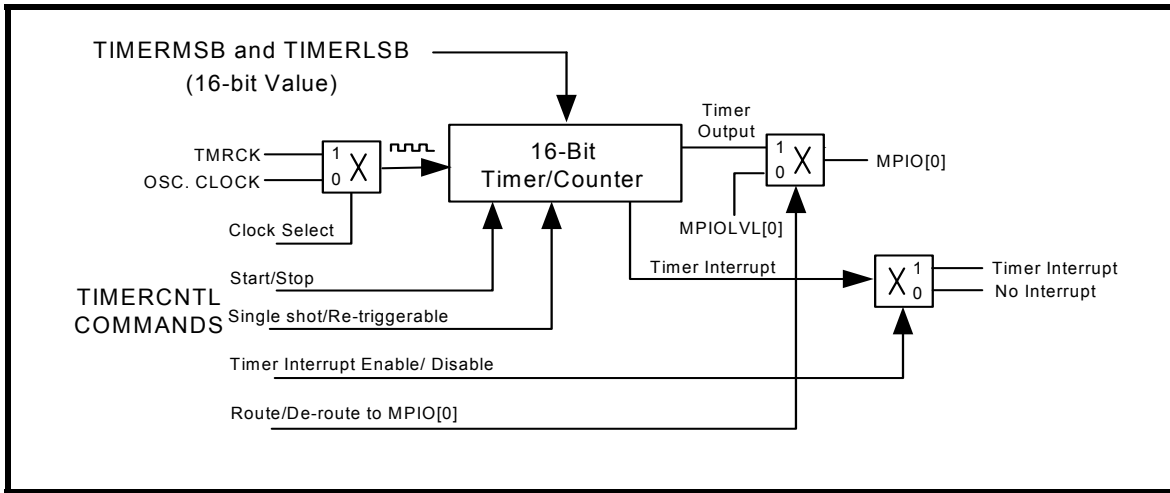 TIMERMSB and TIMERLSB
(16-bit Value)
Timer
Output
TMRCK
OSC. CLOCK
1
0
X
16-Bit
Timer/Counter
1
0
X
MPIO[0]
MPIOLVL[0]
Clock Select
Timer Interrupt
X
1
0
Timer Interrupt
No Interrupt
Start/Stop
TIMERCNTL
COMMANDS
Single shot/Re-triggerable
Timer Interrupt Enable/ Disable
Route/De-route to MPIO[0]